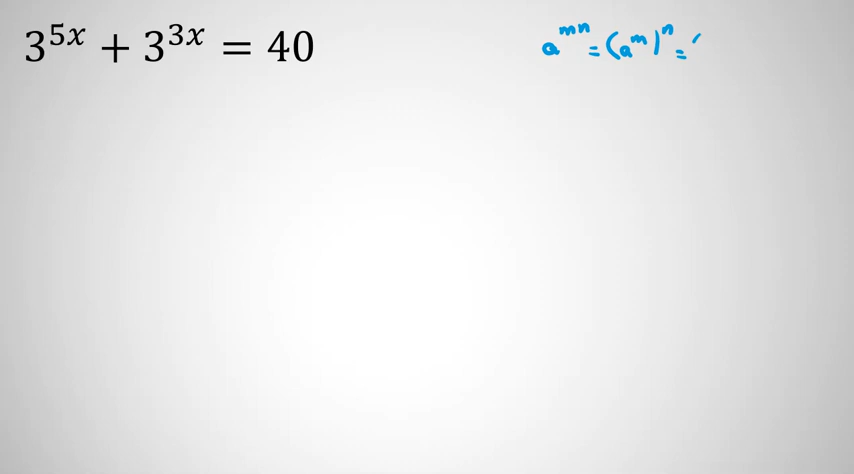 3^{5x} + 3^{3x} = 40
a^{mn} = (a^m)^n =